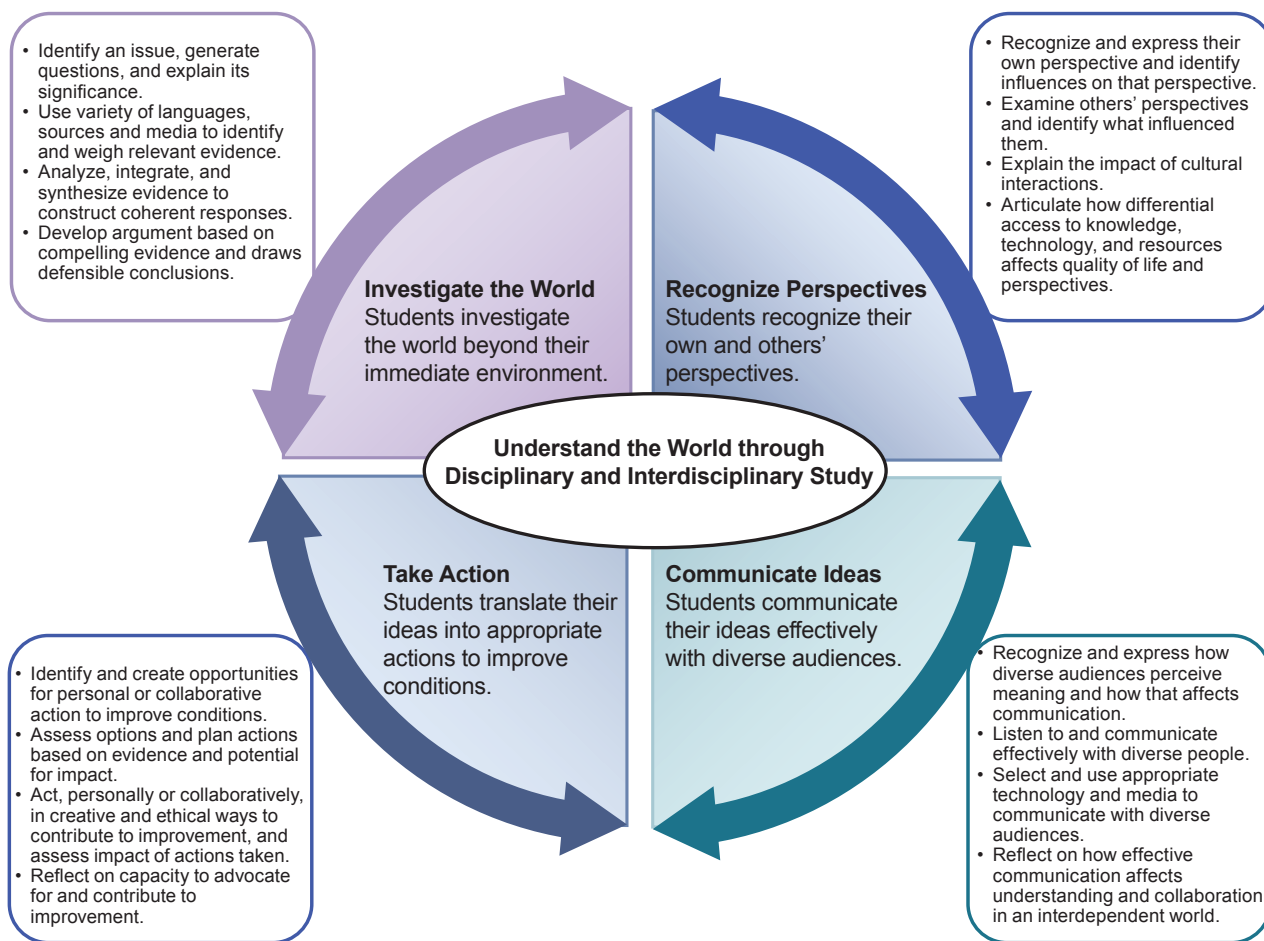 • Identify an issue, generate
questions, and explain its
significance.
• Use variety of languages,
sources and media to identify
and weigh relevant evidence.
• Analyze, integrate, and
synthesize evidence to
construct coherent responses.
• Develop argument based on
compelling evidence and draws
defensible conclusions.
• Recognize and express their
own perspective and identify
influences on that perspective.
• Examine others’ perspectives
and identify what influenced
them.
• Explain the impact of cultural
interactions.
• Articulate how differential
access to knowledge,
technology, and resources
affects quality of life and
perspectives.
Investigate the World
Students investigate
the world beyond their
immediate environment.
Recognize Perspectives
Students recognize their
own and others’
perspectives.
Understand the World through
Disciplinary and Interdisciplinary Study
Take Action
Students translate their
ideas into appropriate
actions to improve
conditions.
Communicate Ideas
Students communicate
their ideas effectively
with diverse audiences.
• Identify and create opportunities
for personal or collaborative
action to improve conditions.
• Assess options and plan actions
based on evidence and potential
for impact.
• Act, personally or collaboratively,
in creative and ethical ways to
contribute to improvement, and
assess impact of actions taken.
• Reflect on capacity to advocate
for and contribute to
improvement.
• Recognize and express how
diverse audiences perceive
meaning and how that affects
communication.
• Listen to and communicate
effectively with diverse people.
• Select and use appropriate
technology and media to
communicate with diverse
audiences.
• Reflect on how effective
communication affects
understanding and collaboration
in an interdependent world.